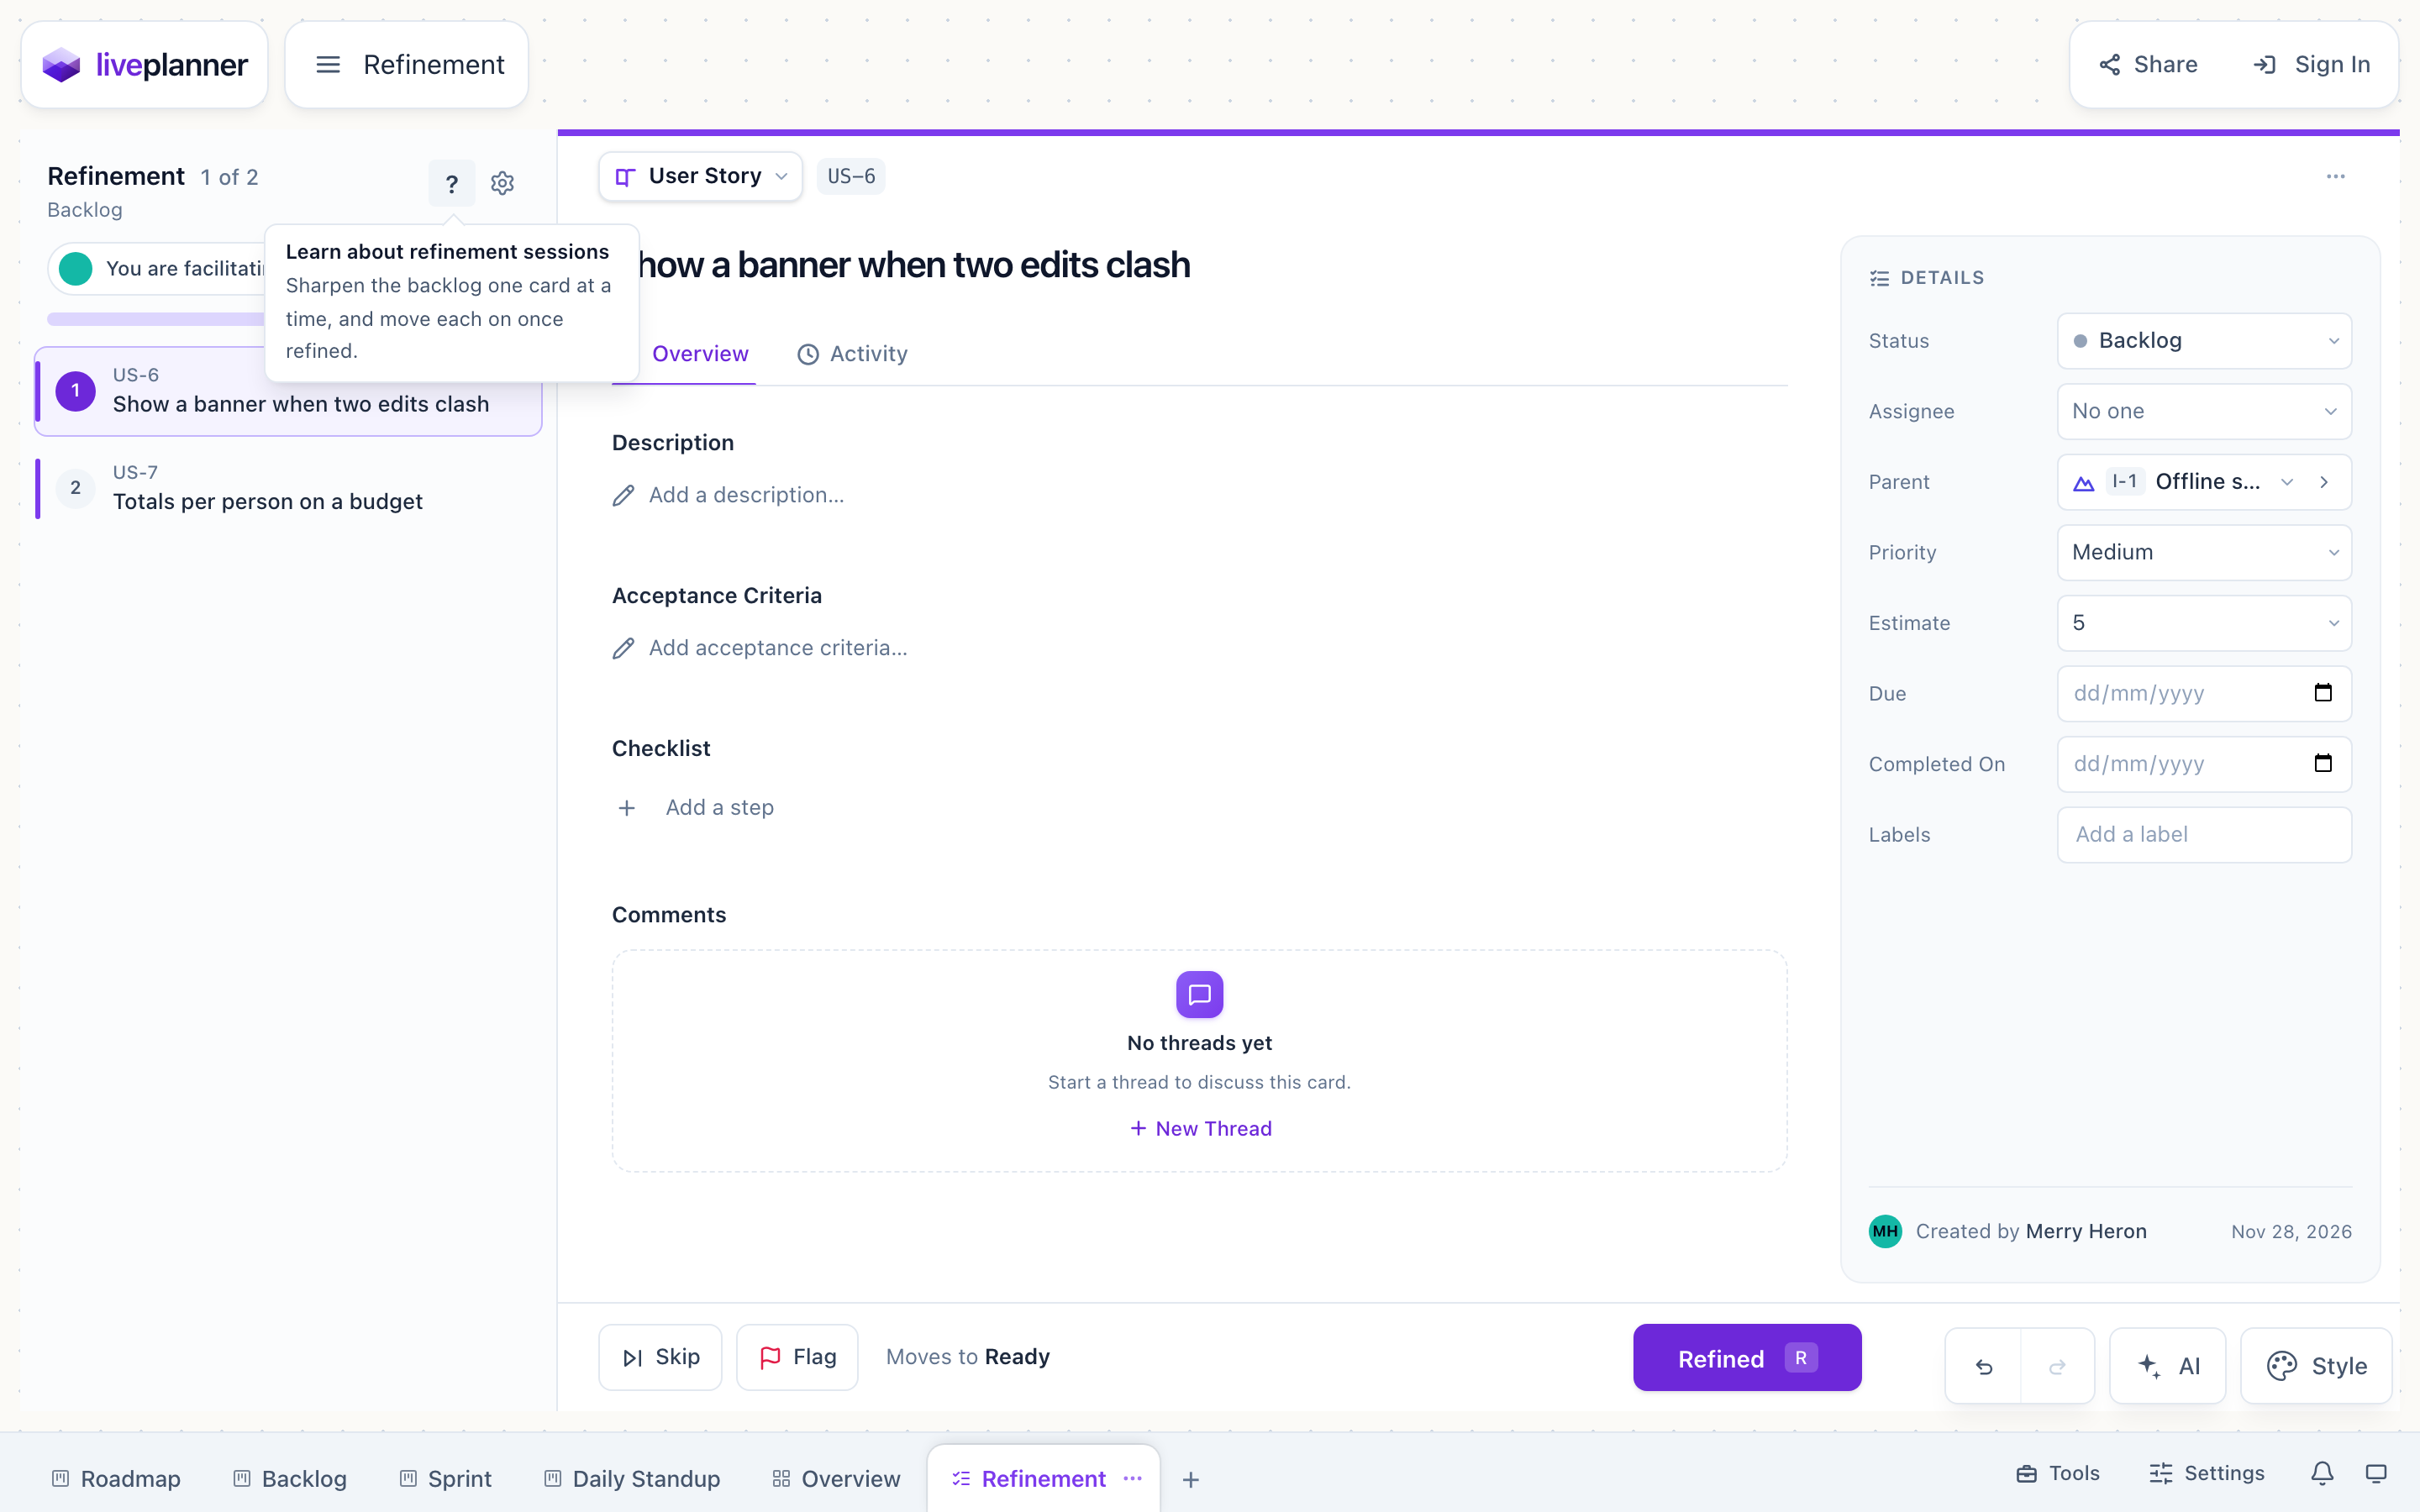 liveplanner
Refinement
Share
Sign In
Refinement 1 of 2
Backlog
?
You are
Learn about refinement sessions
Sharpen the backlog one card at a
time, and move each on once
refined.
1
US-6
Show a banner when two edits clash
2
US-7
Totals per person on a budget
User Story
US-6
how a banner when two edits clash
Overview
Activity
Description
Add a description...
Acceptance Criteria
Add acceptance criteria...
Checklist
Add a step
Comments
No threads yet
Start a thread to discuss this card.
+ New Thread
DETAILS
Status
Backlog
Assignee
No one
Parent
I-1 Offline s...
Priority
Medium
Estimate
5
Due
dd/mm/yyyy
Completed On
dd/mm/yyyy
Labels
Add a label
MH
Created by Merry Heron
Nov 28, 2026
Skip
Flag
Moves to Ready
Refined R
AI
Style
Roadmap
Backlog
Sprint
Daily Standup
Overview
Refinement
Tools
Settings